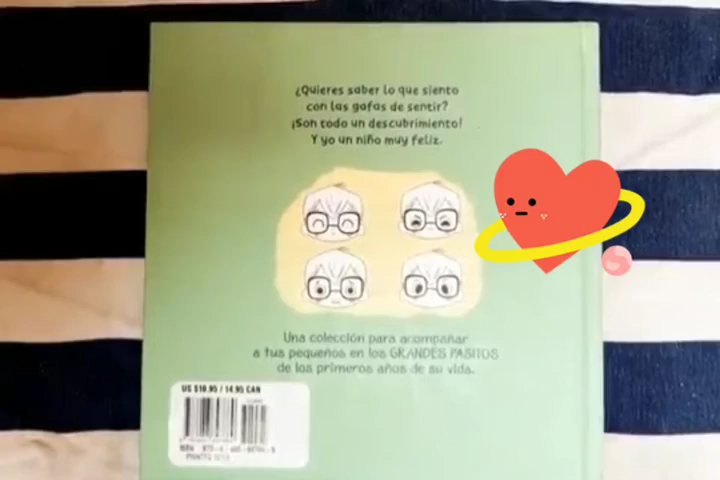 ¿Quieres saber lo que siento
con las gafas de sentir?
¡Son todo un descubrimiento!
Y yo un niño muy feliz.
Una colección para acompañar
a tus pequeños en los GRANDES PASITOS
de los primeros años de su vida.
US $10.95 / 14.95 CAN
ISBN